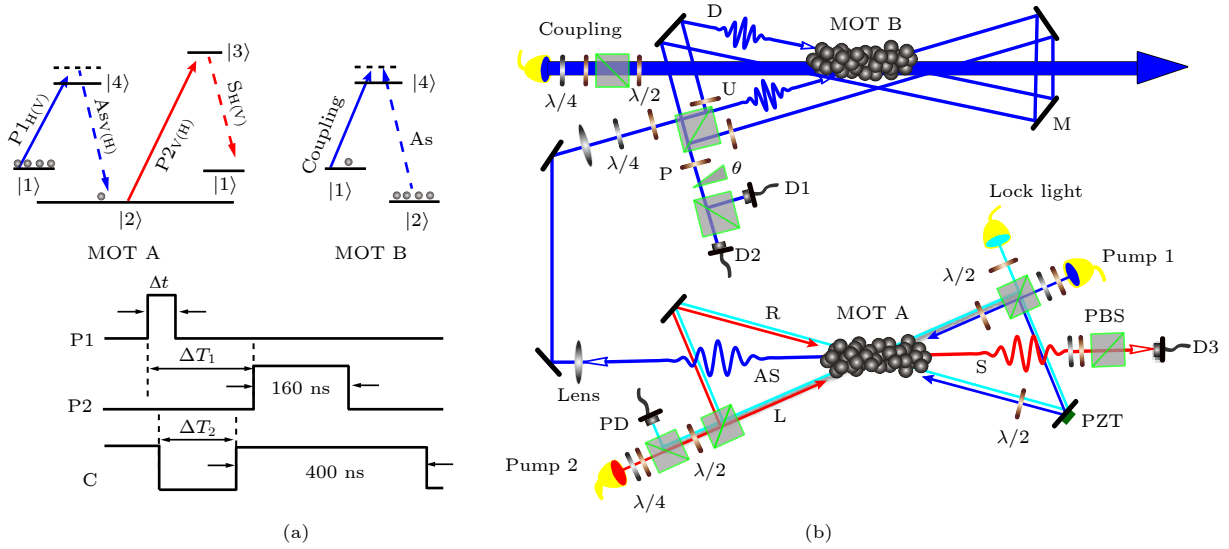 |3⟩
|4⟩
|4⟩
P1H(V)
AsV(H)
P2V(H)
SH(V)
Coupling
As
|1⟩
|1⟩
|1⟩
|2⟩
|2⟩
MOT A
MOT B
Δt
P1
ΔT1
P2
160 ns
ΔT2
C
400 ns
(a)
D
MOT B
Coupling
λ/4
λ/2
U
M
λ/4
P
θ
D1
D2
Lock light
λ/2
Pump 1
R
MOT A
PBS
D3
AS
S
Lens
L
PD
λ/2
PZT
Pump 2
λ/4
λ/2
(b)